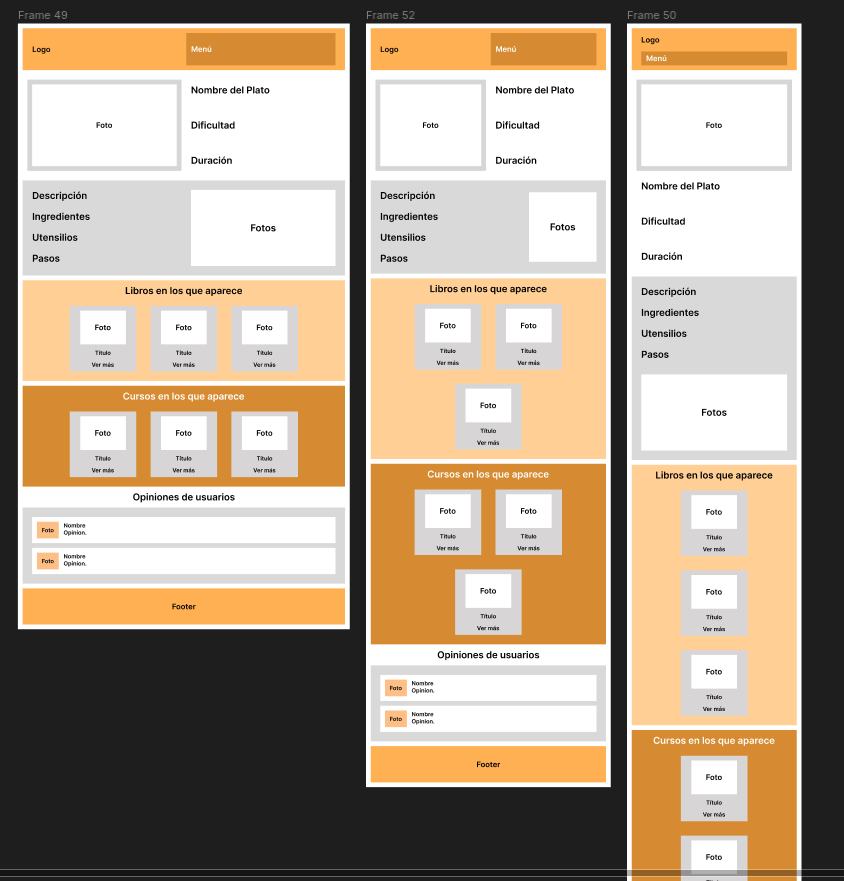 Frame 49
Logo
Menú
Foto
Nombre del Plato
Dificultad
Duración
Descripción
Ingredientes
Utensilios
Pasos
Fotos
Libros en los que aparece
Foto
Título
Ver más
Foto
Título
Ver más
Foto
Título
Ver más
Cursos en los que aparece
Foto
Título
Ver más
Foto
Título
Ver más
Foto
Título
Ver más
Opiniones de usuarios
Foto
Nombre
Opinion.
Foto
Nombre
Opinion.
Footer
Frame 52
Logo
Menú
Foto
Nombre del Plato
Dificultad
Duración
Descripción
Ingredientes
Utensilios
Pasos
Fotos
Libros en los que aparece
Foto
Título
Ver más
Foto
Título
Ver más
Foto
Título
Ver más
Cursos en los que aparece
Foto
Título
Ver más
Foto
Título
Ver más
Foto
Título
Ver más
Opiniones de usuarios
Foto
Nombre
Opinion.
Foto
Nombre
Opinion.
Footer
Frame 50
Logo
Menú
Foto
Nombre del Plato
Dificultad
Duración
Descripción
Ingredientes
Utensilios
Pasos
Fotos
Libros en los que aparece
Foto
Título
Ver más
Foto
Título
Ver más
Foto
Título
Ver más
Cursos en los que aparece
Foto
Título
Ver más
Foto